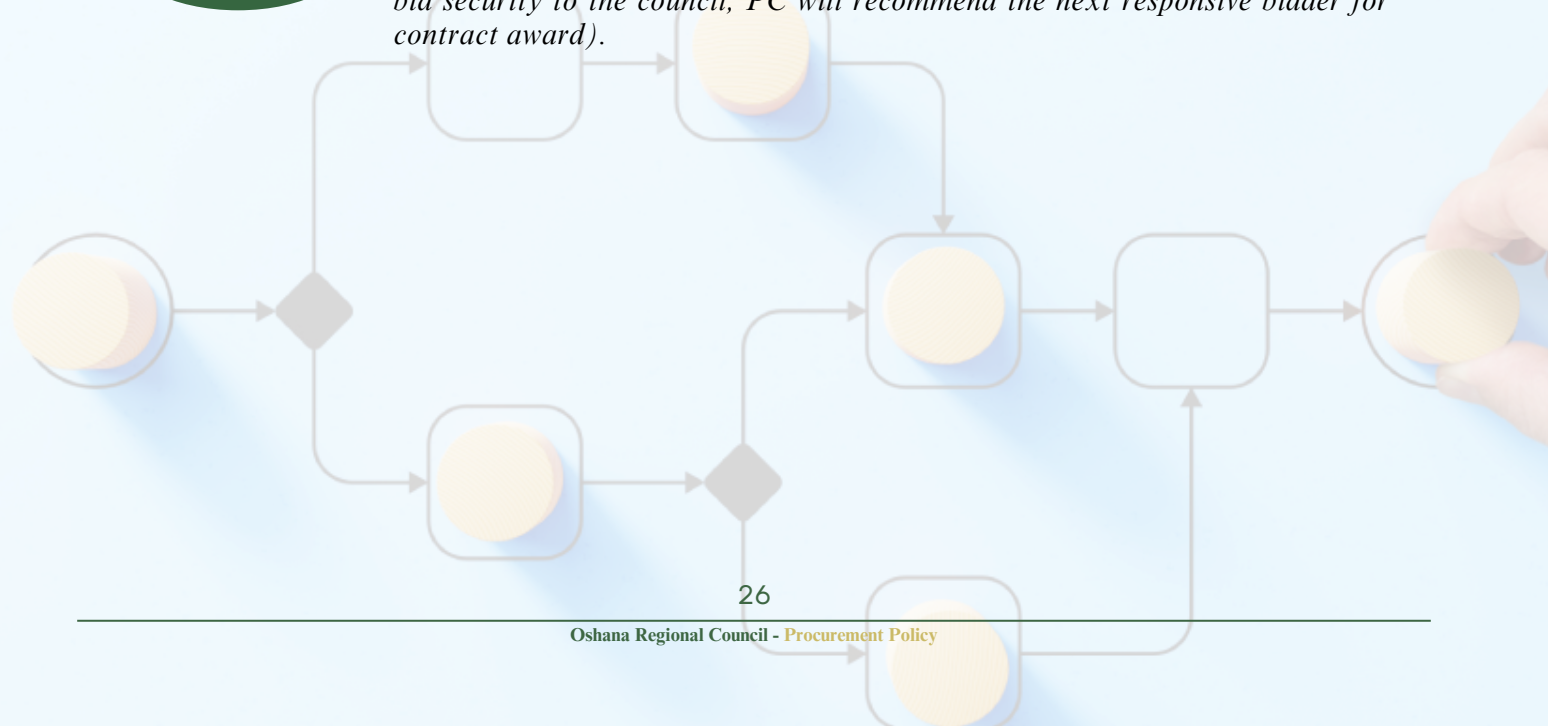 bid security to the council, PC will recommend the next responsive bidder for
contract award).
26
Oshana Regional Council - Procurement Policy